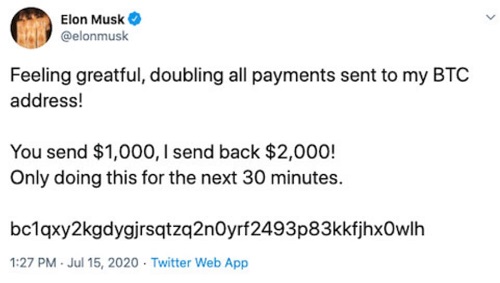 Elon Musk
@elonmusk
Feeling greatful, doubling all payments sent to my BTC
address!
You send $1,000, I send back $2,000!
Only doing this for the next 30 minutes.
bc1qxy2kgdygjrsqtzq2n0yrf2493p83kkfjhx0wlh
1:27 PM · Jul 15, 2020 · Twitter Web App